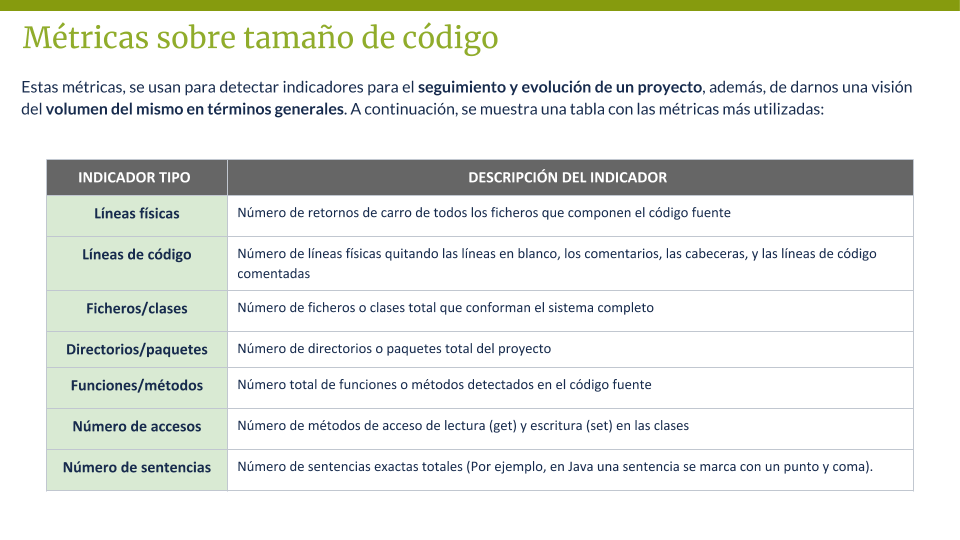 Métricas sobre tamaño de código
Estas métricas, se usan para detectar indicadores para el seguimiento y evolución de un proyecto, además, de darnos una visión
del volumen del mismo en términos generales. A continuación, se muestra una tabla con las métricas más utilizadas:
INDICADOR TIPO DESCRIPCIÓN DEL INDICADOR
Líneas físicas Número de retornos de carro de todos los ficheros que componen el código fuente
Líneas de código Número de líneas físicas quitando las líneas en blanco, los comentarios, las cabeceras, y las líneas de código
comentadas
Ficheros/clases Número de ficheros o clases total que conforman el sistema completo
Directorios/paquetes Número de directorios o paquetes total del proyecto
Funciones/métodos Número total de funciones o métodos detectados en el código fuente
Número de accesos Número de métodos de acceso de lectura (get) y escritura (set) en las clases
Número de sentencias Número de sentencias exactas totales (Por ejemplo, en Java una sentencia se marca con un punto y coma).